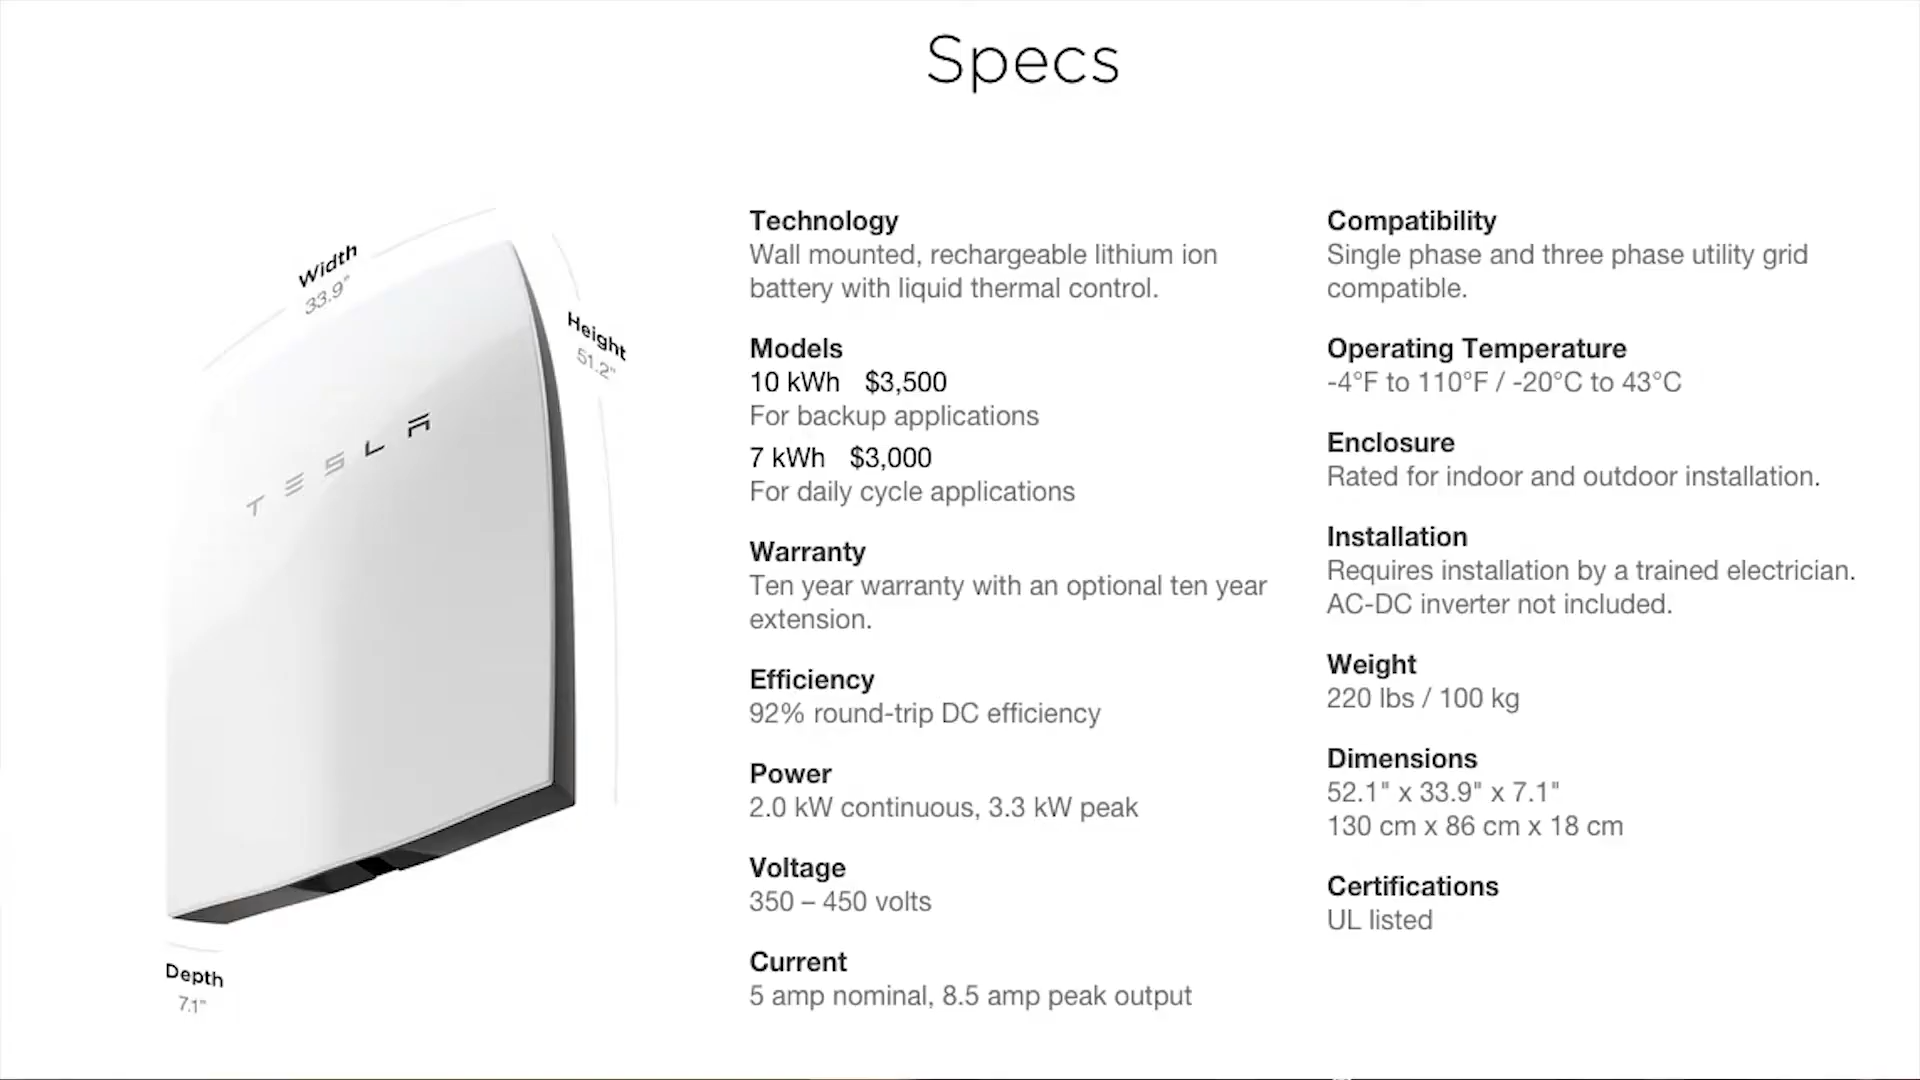 Specs
Width
33.9"
Height
51.2"
TESLA
Depth
7.1"
Technology
Wall mounted, rechargeable lithium ion
battery with liquid thermal control.
Models
10 kWh $3,500
For backup applications
7 kWh $3,000
For daily cycle applications
Warranty
Ten year warranty with an optional ten year
extension.
Efficiency
92% round-trip DC efficiency
Power
2.0 kW continuous, 3.3 kW peak
Voltage
350 – 450 volts
Current
5 amp nominal, 8.5 amp peak output
Compatibility
Single phase and three phase utility grid
compatible.
Operating Temperature
-4°F to 110°F / -20°C to 43°C
Enclosure
Rated for indoor and outdoor installation.
Installation
Requires installation by a trained electrician.
AC-DC inverter not included.
Weight
220 lbs / 100 kg
Dimensions
52.1" x 33.9" x 7.1"
130 cm x 86 cm x 18 cm
Certifications
UL listed